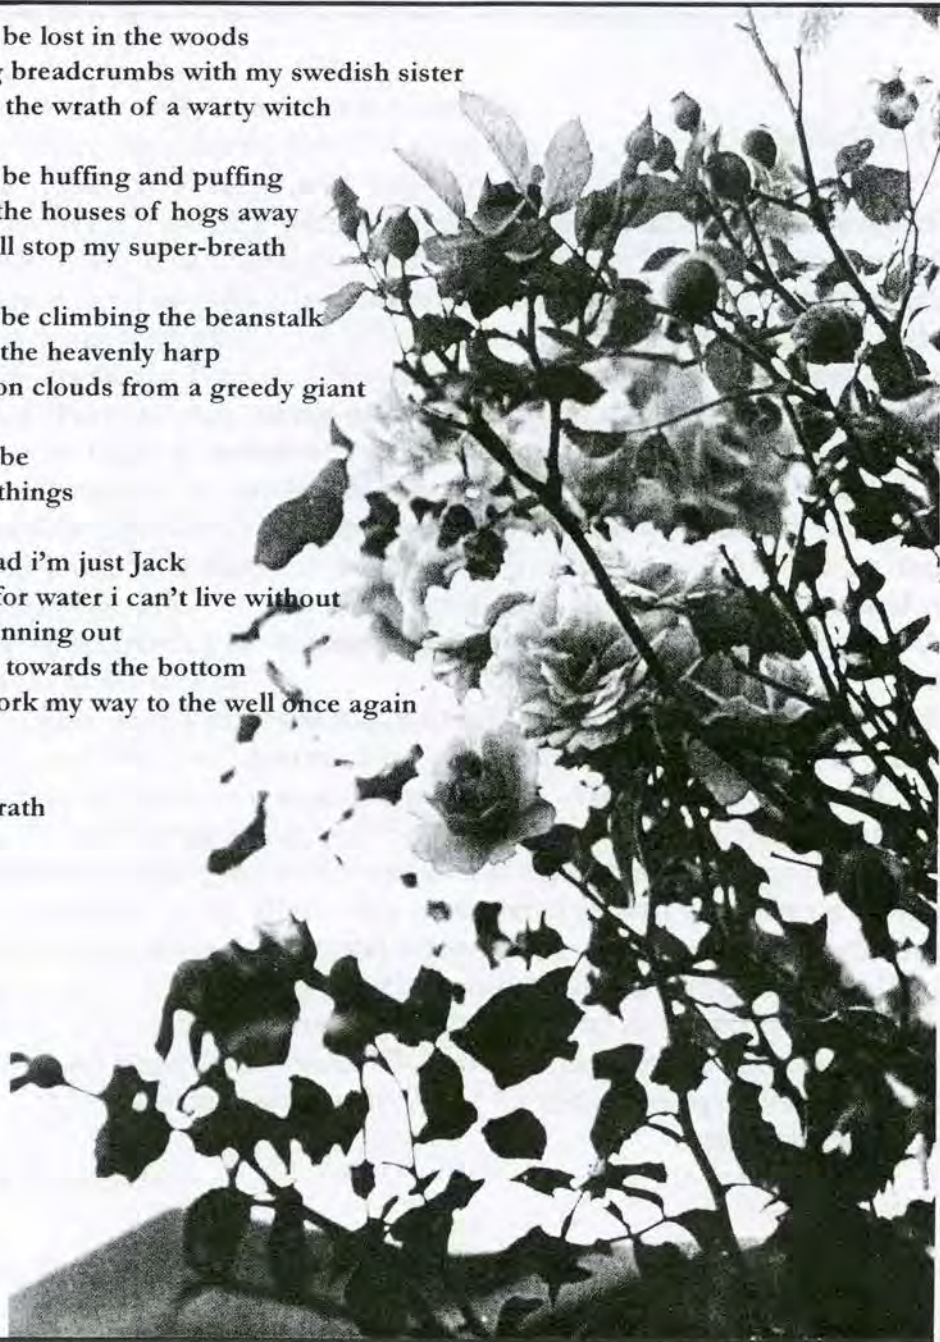 be lost in the woods
breadcrumbs with my swedish sister
the wrath of a warty witch
be huffing and puffing
the houses of hogs away
ll stop my super-breath
be climbing the beanstalk
the heavenly harp
on clouds from a greedy giant
be
things
ad i'm just Jack
for water i can't live without
nning out
towards the bottom
ork my way to the well once again
rath